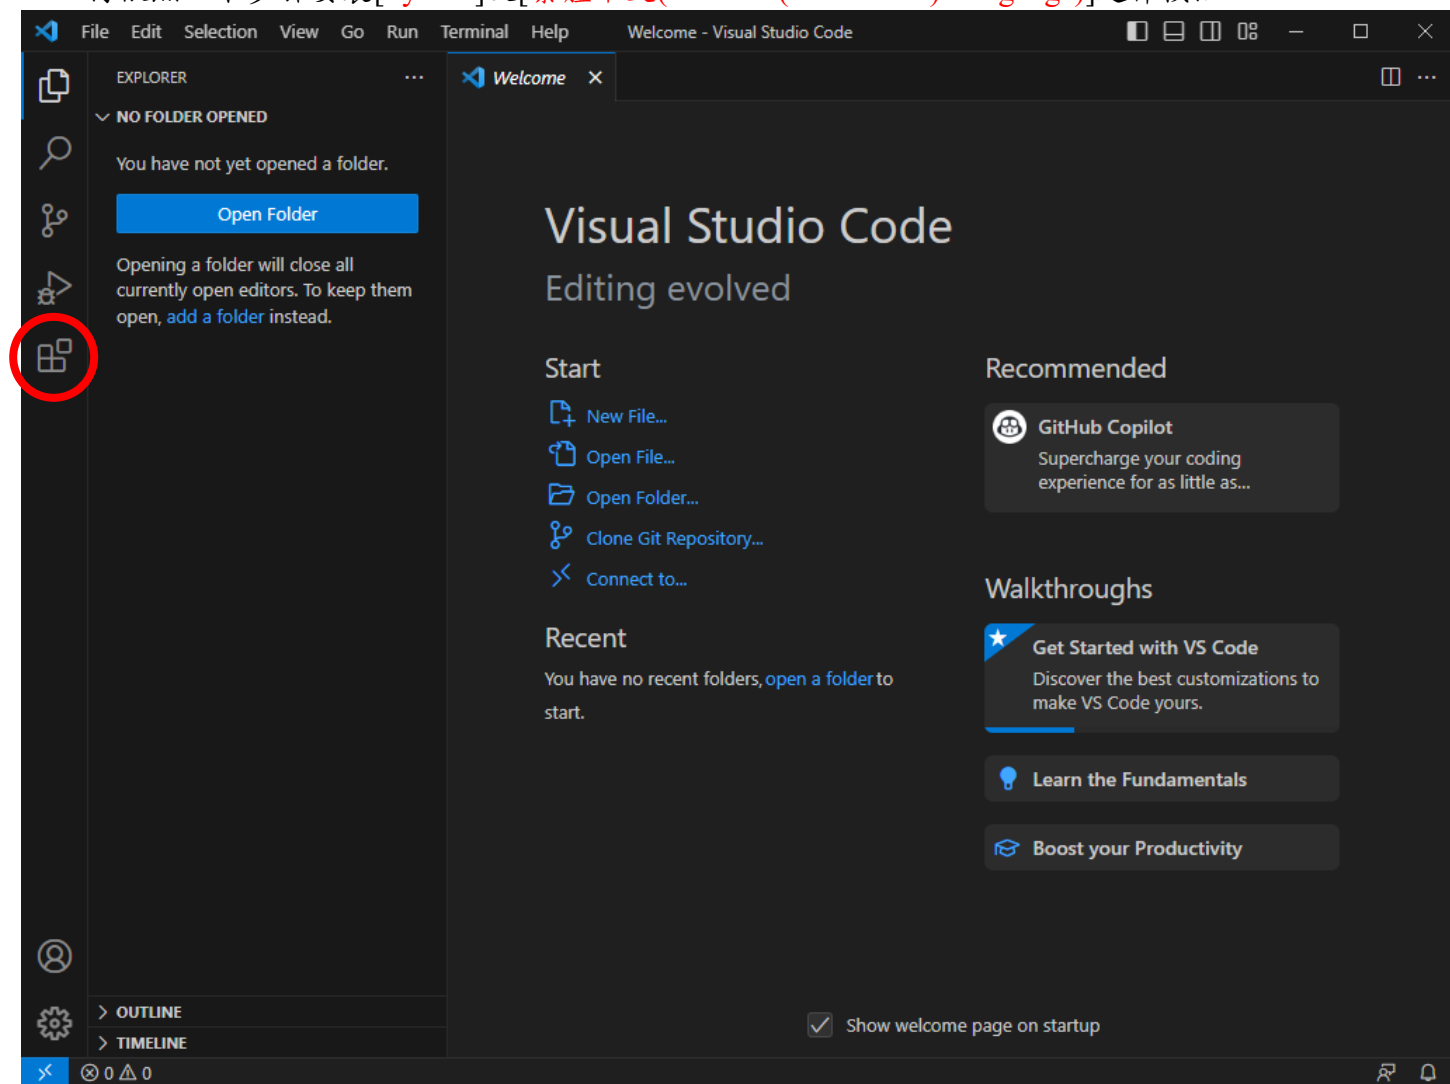 File Edit Selection View Go Run Terminal Help Welcome - Visual Studio Code
EXPLORER
Welcome
NO FOLDER OPENED
You have not yet opened a folder.
Open Folder
Opening a folder will close all
currently open editors. To keep them
open, add a folder instead.
Visual Studio Code
Editing evolved
Start
New File...
Open File...
Open Folder...
Clone Git Repository...
Connect to...
Recent
You have no recent folders, open a folder to
start.
Recommended
GitHub Copilot
Supercharge your coding
experience for as little as...
Walkthroughs
Get Started with VS Code
Discover the best customizations to
make VS Code yours.
Learn the Fundamentals
Boost your Productivity
OUTLINE
TIMELINE
Show welcome page on startup
0 0